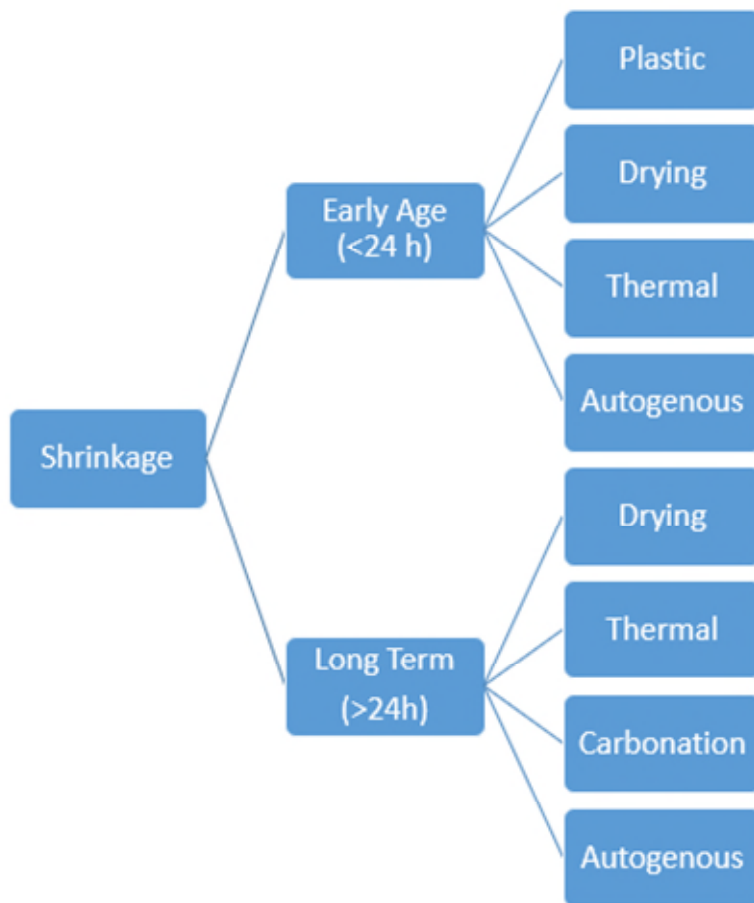 Shrinkage
Early Age
(<24 h)
Plastic
Drying
Thermal
Autogenous
Long Term
(>24h)
Drying
Thermal
Carbonation
Autogenous